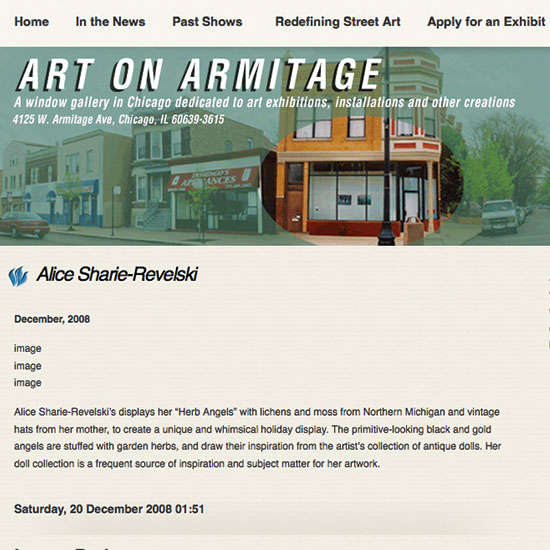 Home In the News Past Shows Redefining Street Art Apply for an Exhibit
ART ON ARMITAGE
A window gallery in Chicago dedicated to art exhibitions, installations and other creations
4125 W. Armitage Ave, Chicago, IL 60639-3615
Alice Sharie-Revelski
December, 2008
image
image
image
Alice Sharie-Revelski's displays her “Herb Angels” with lichens and moss from Northern Michigan and vintage
hats from her mother, to create a unique and whimsical holiday display. The primitive-looking black and gold
angels are stuffed with garden herbs, and draw their inspiration from the artist's collection of antique dolls. Her
doll collection is a frequent source of inspiration and subject matter for her artwork.
Saturday, 20 December 2008 01:51